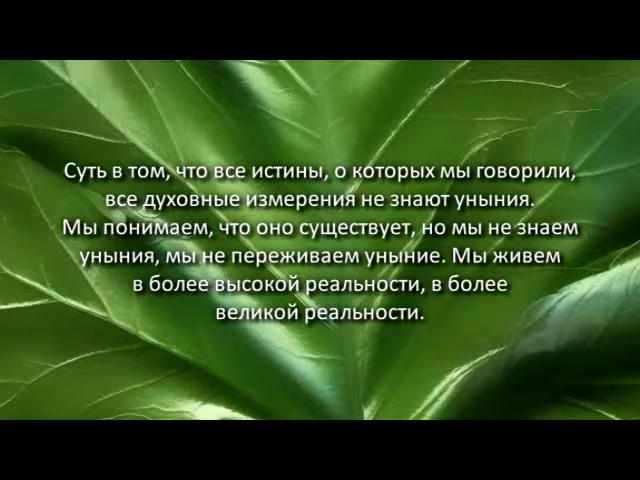 Суть в том, что все истины, о которых мы говорили,
все духовные измерения не знают уныния.
Мы понимаем, что оно существует, но мы не знаем
уныния, мы не переживаем уныние. Мы живем
в более высокой реальности, в более
великой реальности.